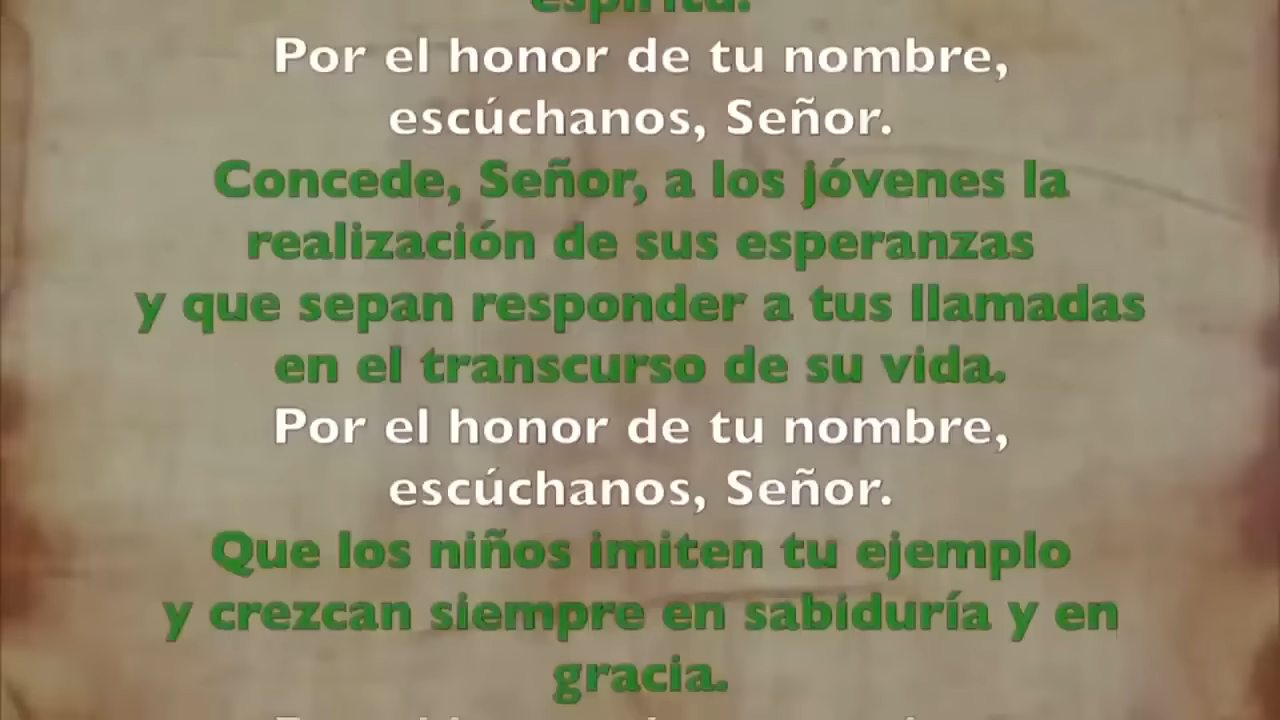 espíritu.
Por el honor de tu nombre,
escúchanos, Señor.
Concede, Señor, a los jóvenes la
realización de sus esperanzas
y que sepan responder a tus llamadas
en el transcurso de su vida.
Por el honor de tu nombre,
escúchanos, Señor.
Que los niños imiten tu ejemplo
y crezcan siempre en sabiduría y en
gracia.